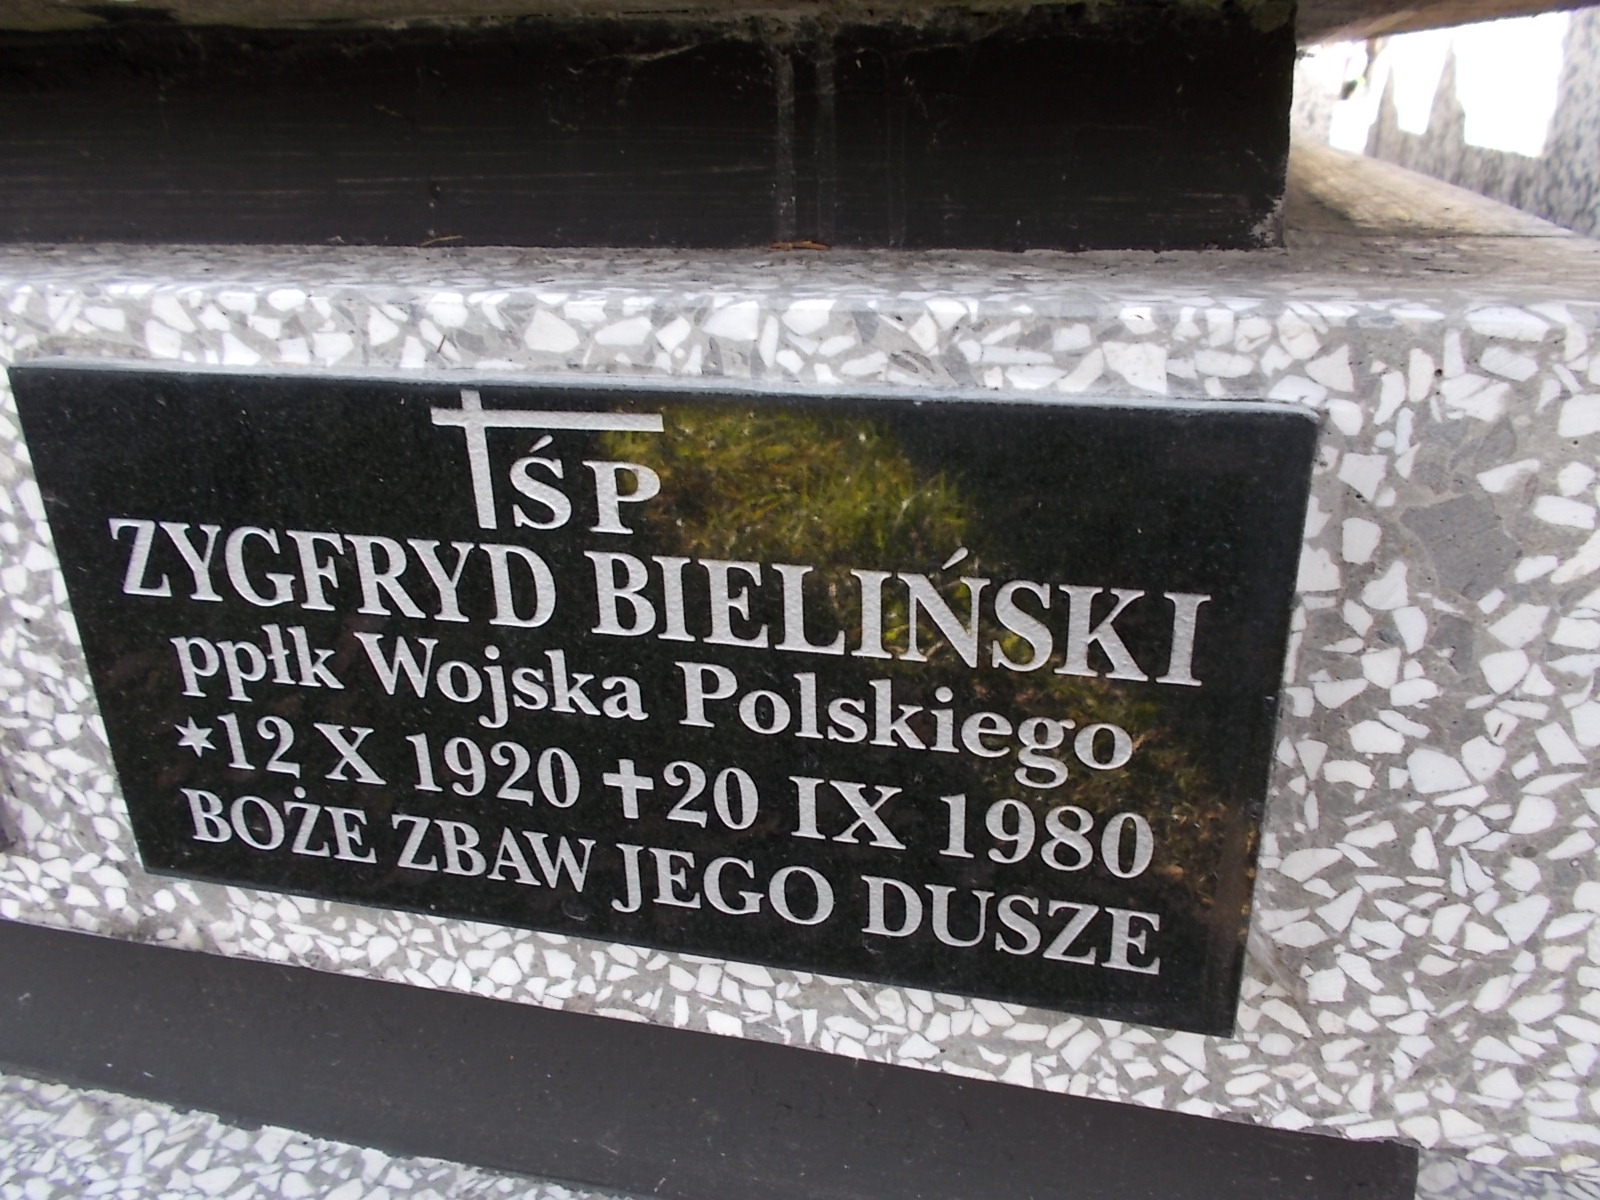 ŚP
ZYGFRYD BIELIŃSKI
ppłk Wojska Polskiego
*12 X 1920 ✝20 IX 1980
BOŻE ZBAW JEGO DUSZE